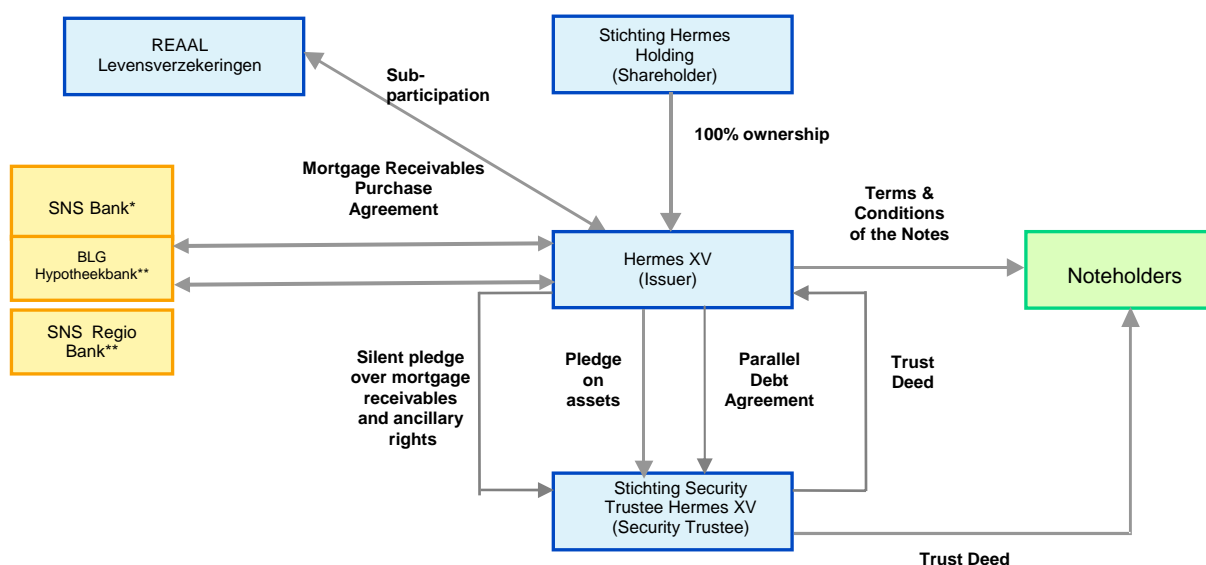 REAAL
Levensverzekeringen
Stichting Hermes
Holding
(Shareholder)
Sub-
participation
100% ownership
Mortgage Receivables
Purchase
Agreement
Terms &
Conditions
of the Notes
SNS Bank*
BLG
Hypotheekbank**
SNS Regio
Bank**
Hermes XV
(Issuer)
Noteholders
Silent pledge
over mortgage
receivables
and ancillary
rights
Pledge
on
assets
Parallel
Debt
Agreement
Trust
Deed
Stichting Security
Trustee Hermes XV
(Security Trustee)
Trust Deed